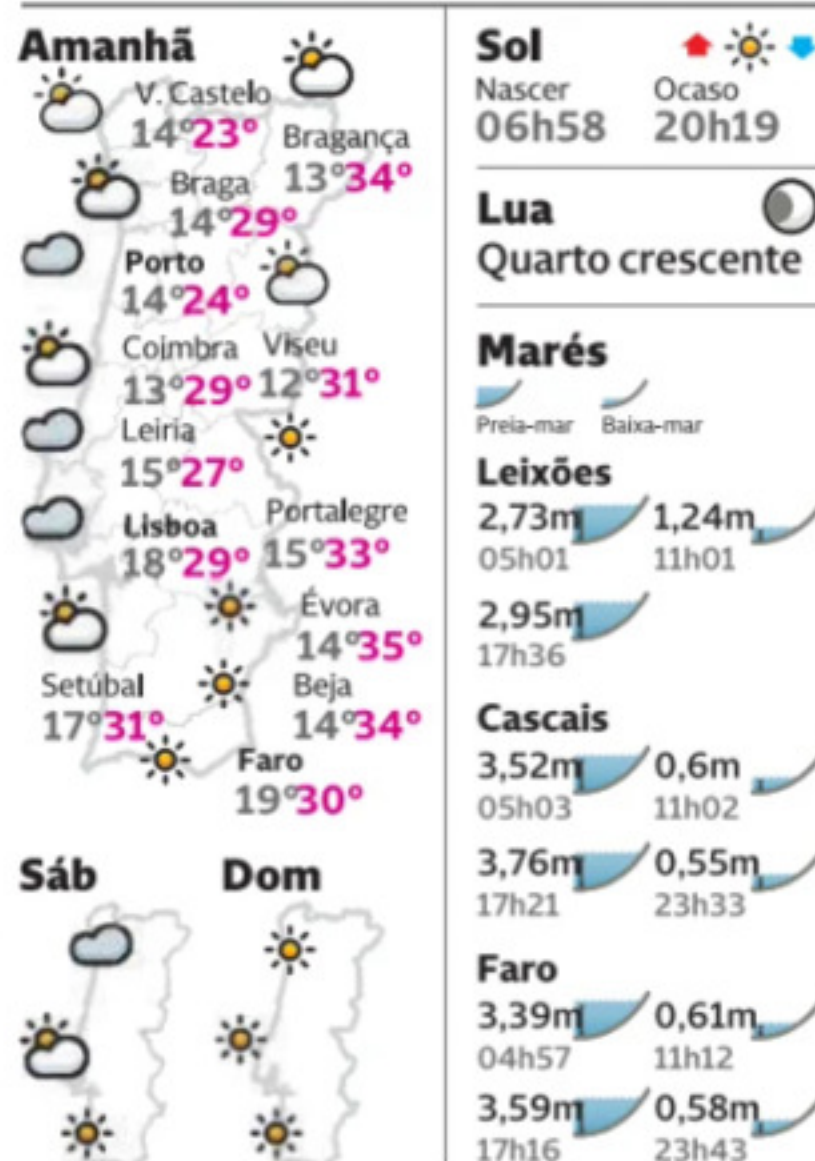 Amanhã
V. Castelo
14° 23°
Bragança
13° 34°
Braga
14° 29°
Porto
14° 24°
Coimbra
13° 29°
Viseu
12° 31°
Leiria
15° 27°
Lisboa
18° 29°
Portalegre
15° 33°
Évora
14° 35°
Setúbal
17° 31°
Beja
14° 34°
Faro
19° 30°
Sáb
Dom
Sol
Nascer Ocaso
06h58 20h19
Lua
Quarto crescente
Marés
Preia-mar Baixa-mar
Leixões
2,73m 1,24m
05h01 11h01
2,95m
17h36
Cascais
3,52m 0,6m
05h03 11h02
3,76m 0,55m
17h21 23h33
Faro
3,39m 0,61m
04h57 11h12
3,59m 0,58m
17h16 23h43